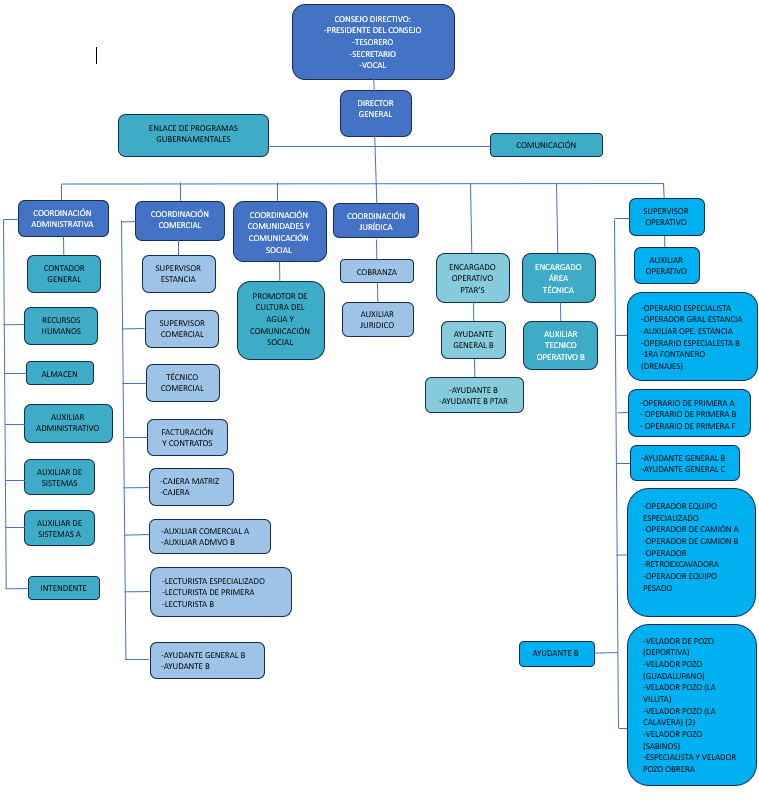 CONSEJO DIRECTIVO:
-PRESIDENTE DEL CONSEJO
-TESORERO
-SECRETARIO
-VOCAL
DIRECTOR
GENERAL
ENLACE DE PROGRAMAS
GUBERNAMENTALES
COMUNICACIÓN
COORDINACIÓN
ADMINISTRATIVA
CONTADOR
GENERAL
RECURSOS
HUMANOS
ALMACEN
AUXILIAR
ADMINISTRATIVO
AUXILIAR DE
SISTEMAS
AUXILIAR DE
SISTEMAS A
INTENDENTE
COORDINACIÓN
COMERCIAL
SUPERVISOR
ESTANCIA
SUPERVISOR
COMERCIAL
TÉCNICO
COMERCIAL
FACTURACIÓN
Y CONTRATOS
-CAJERA MATRIZ
-CAJERA
-AUXILIAR COMERCIAL A
-AUXILIAR ADMVO B
-LECTURISTA ESPECIALIZADO
-LECTURISTA DE PRIMERA
-LECTURISTA B
-AYUDANTE GENERAL B
-AYUDANTE B
COORDINACIÓN
COMUNIDADES Y
COMUNICACIÓN
SOCIAL
PROMOTOR DE
CULTURA DEL
AGUA Y
COMUNICACIÓN
SOCIAL
COORDINACIÓN
JURÍDICA
COBRANZA
AUXILIAR
JURIDICO
ENCARGADO
OPERATIVO
PTAR'S
AYUDANTE
GENERAL B
-AYUDANTE B
-AYUDANTE B PTAR
ENCARGADO
ÁREA
TÉCNICA
AUXILIAR
TECNICO
OPERATIVO B
SUPERVISOR
OPERATIVO
AUXILIAR
OPERATIVO
-OPERARIO ESPECIALISTA
-OPERADOR GRAL ESTANCIA
-AUXILIAR OPE. ESTANCIA
-OPERARIO ESPECIALESTA B
-1RA FONTANERO
(DRENAJES)
-OPERARIO DE PRIMERA A
- OPERARIO DE PRIMERA B
- OPERARIO DE PRIMERA F
-AYUDANTE GENERAL B
-AYUDANTE GENERAL C
-OPERADOR EQUIPO
ESPECIALIZADO
-OPERADOR DE CAMIÓN A
-OPERADOR DE CAMION B
-OPERADOR
-RETROEXCAVADORA
-OPERADOR EQUIPO
PESADO
AYUDANTE B
-VELADOR DE POZO
(DEPORTIVA)
-VELADOR POZO
(GUADALUPANO)
-VELADOR POZO (LA
VILLITA)
-VELADOR POZO (LA
CALAVERA) (2)
-VELADOR POZO
(SABINOS)
-ESPECIALISTA Y VELADOR
POZO OBRERA